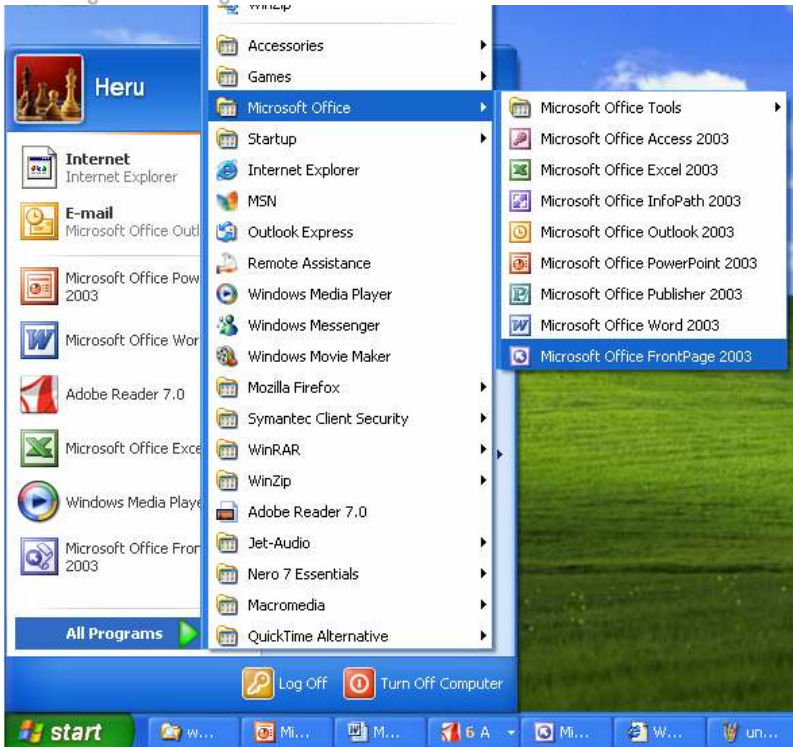 WinZip
Heru
Internet
Internet Explorer
E-mail
Microsoft Office Outl
Microsoft Office Pow
2003
Microsoft Office Wor
Adobe Reader 7.0
Microsoft Office Exce
Windows Media Playe
Microsoft Office Fron
2003
All Programs
Accessories
Games
Microsoft Office
Startup
Internet Explorer
MSN
Outlook Express
Remote Assistance
Windows Media Player
Windows Messenger
Windows Movie Maker
Mozilla Firefox
Symantec Client Security
WinRAR
WinZip
Adobe Reader 7.0
Jet-Audio
Nero 7 Essentials
Macromedia
QuickTime Alternative
Microsoft Office Tools
Microsoft Office Access 2003
Microsoft Office Excel 2003
Microsoft Office InfoPath 2003
Microsoft Office Outlook 2003
Microsoft Office PowerPoint 2003
Microsoft Office Publisher 2003
Microsoft Office Word 2003
Microsoft Office FrontPage 2003
Log Off
Turn Off Computer
start
w...
Mi...
M...
6 A
Mi...
W...
un...